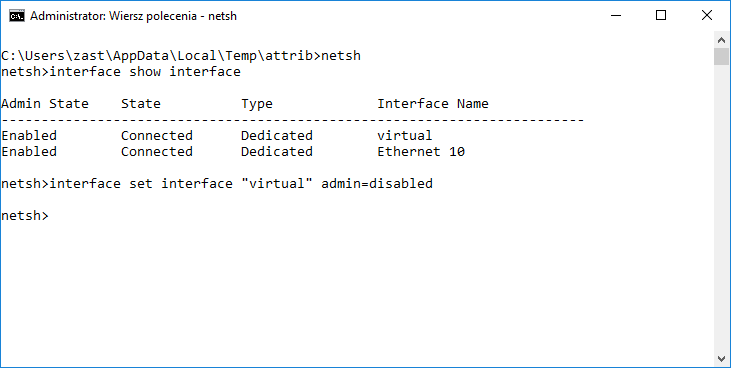 Administrator: Wiersz polecenia - netsh
C:\Users\zast\AppData\Local\Temp\attrib>netsh
netsh>interface show interface
Admin State    State          Type             Interface Name
-------------------------------------------------------------------------
Enabled        Connected      Dedicated        virtual
Enabled        Connected      Dedicated        Ethernet 10
netsh>interface set interface "virtual" admin=disabled
netsh>